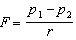 F = p₁ − p₂ / r